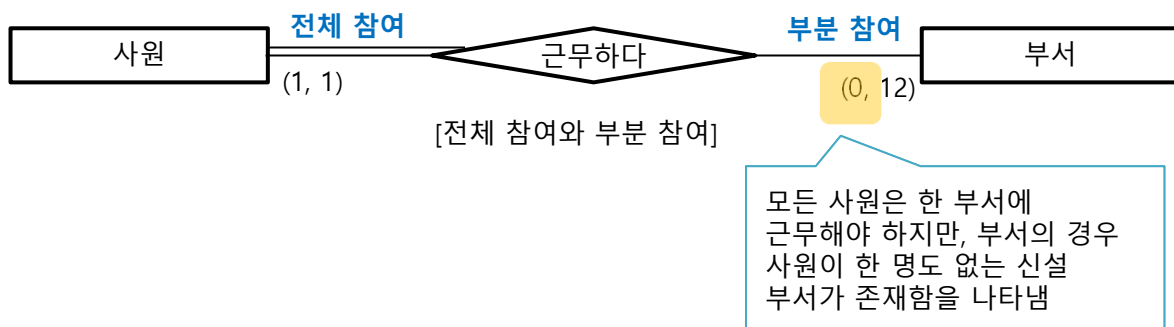 전체 참여
부분 참여
사원
근무하다
부서
(1, 1)
(0, 12)
[전체 참여와 부분 참여]
모든 사원은 한 부서에
근무해야 하지만, 부서의 경우
사원이 한 명도 없는 신설
부서가 존재함을 나타냄